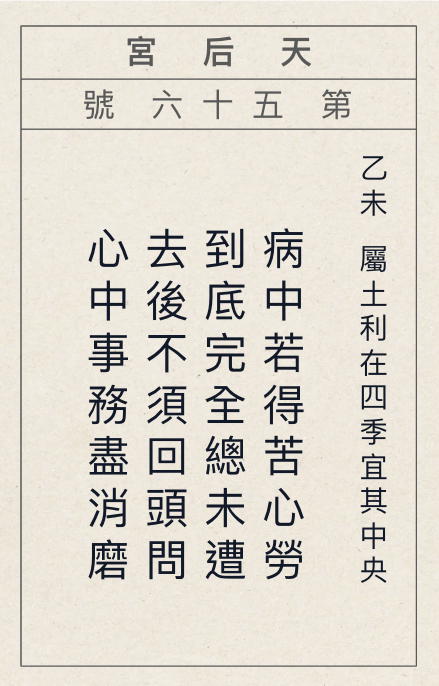 天后宮
第五十六號
乙未 屬土利在四季宜其中央
病中若得苦心勞
到底完全總未遭
去後不須回頭問
心中事務盡消磨